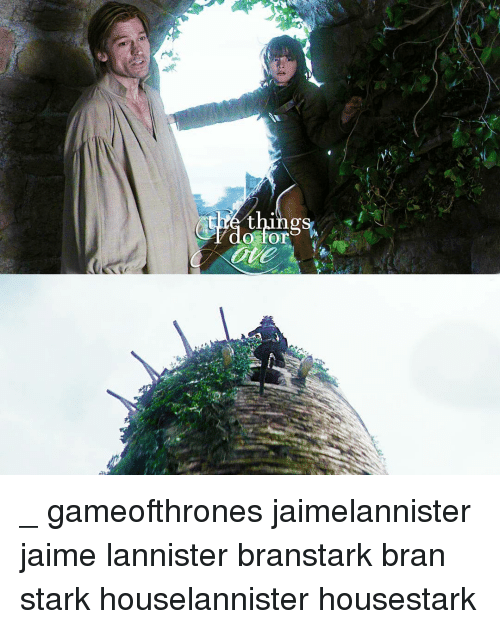 the things
I do for
love
_ gameofthrones jaimelannister
jaime lannister branstark bran
stark houselannister housestark